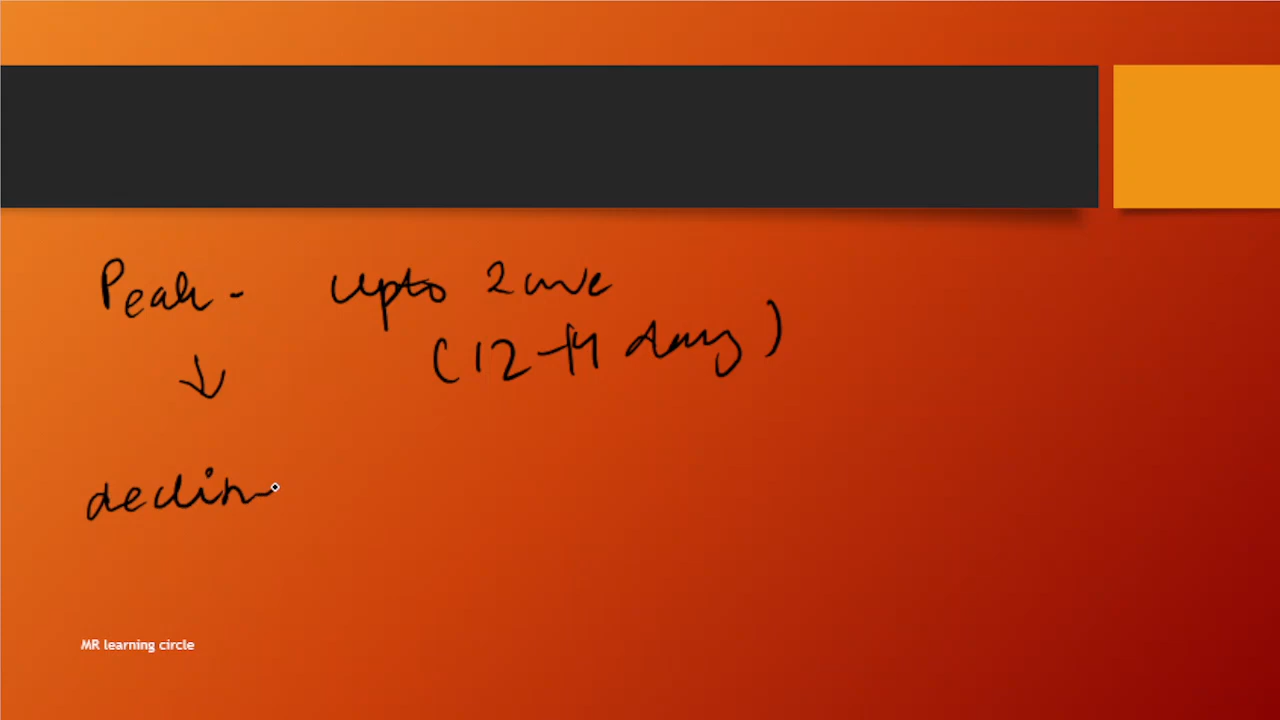 Peak - upto 2 wk
(12-14 days)
↓
declin
MR learning circle